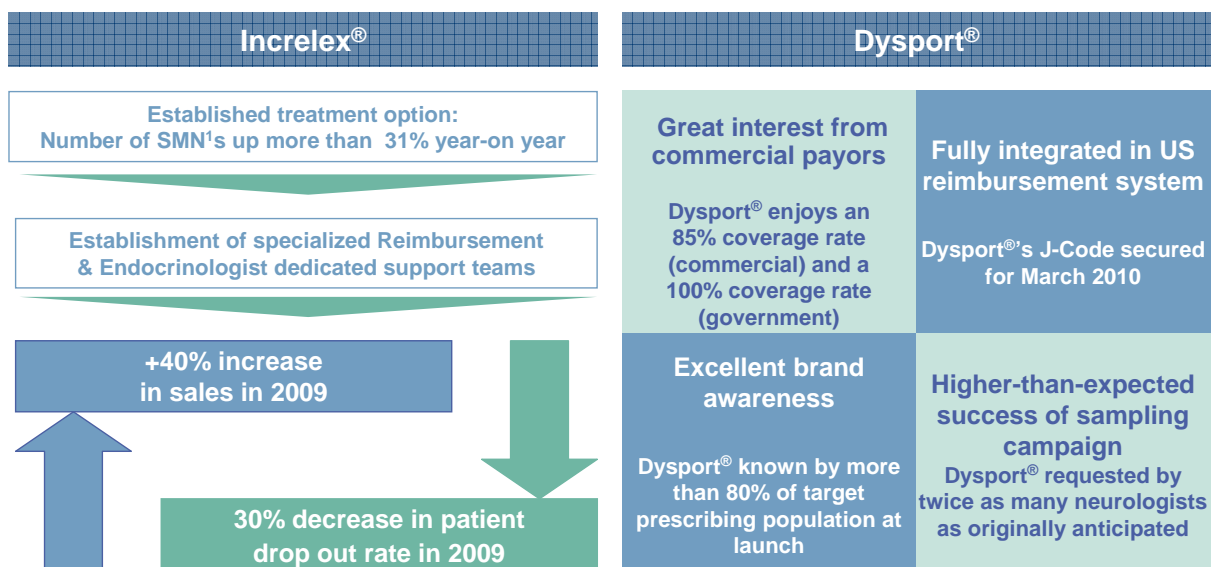 Increlex®
Established treatment option:
Number of SMN¹'s up more than 31% year-on year
Establishment of specialized Reimbursement
& Endocrinologist dedicated support teams
+40% increase
in sales in 2009
30% decrease in patient
drop out rate in 2009
Dysport®
Great interest from
commercial payors
Dysport® enjoys an
85% coverage rate
(commercial) and a
100% coverage rate
(government)
Fully integrated in US
reimbursement system
Dysport®'s J-Code secured
for March 2010
Excellent brand
awareness
Dysport® known by more
than 80% of target
prescribing population at
launch
Higher-than-expected
success of sampling
campaign
Dysport® requested by
twice as many neurologists
as originally anticipated